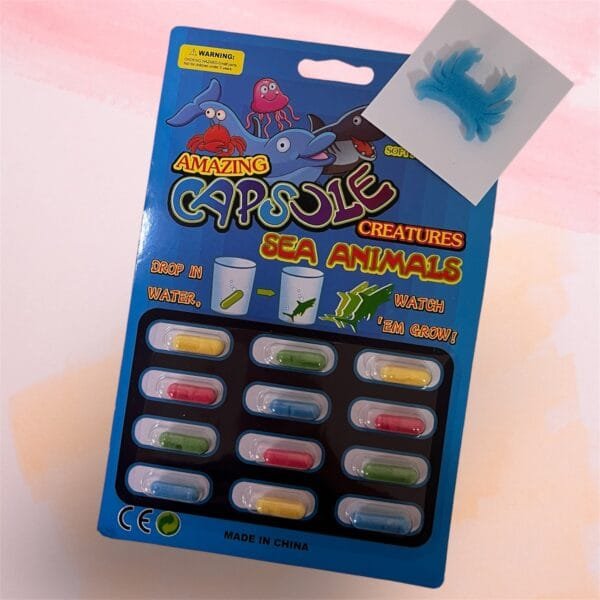 WARNING:
AMAZING
CAPSULE
CREATURES
SEA ANIMALS
DROP IN
WATER,
WATCH
'EM GROW!
CE
MADE IN CHINA